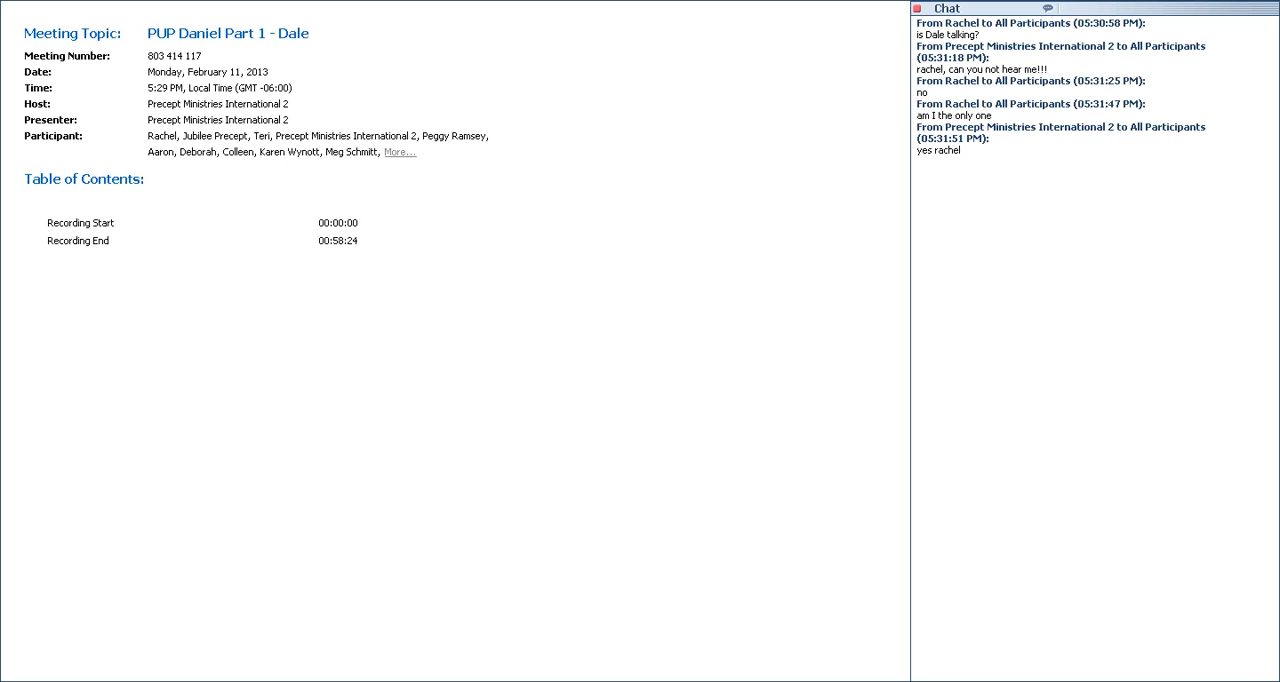 Meeting Topic: PUP Daniel Part 1 - Dale
Meeting Number: 803 414 117
Date: Monday, February 11, 2013
Time: 5:29 PM, Local Time (GMT -06:00)
Host: Precept Ministries International 2
Presenter: Precept Ministries International 2
Participant: Rachel, Jubilee Precept, Teri, Precept Ministries International 2, Peggy Ramsey,
Aaron, Deborah, Colleen, Karen Wynott, Meg Schmitt, More...
Table of Contents:
Recording Start 00:00:00
Recording End 00:58:24
Chat
From Rachel to All Participants (05:30:58 PM):
is Dale talking?
From Precept Ministries International 2 to All Participants
(05:31:18 PM):
rachel, can you not hear me!!!
From Rachel to All Participants (05:31:25 PM):
no
From Rachel to All Participants (05:31:47 PM):
am I the only one
From Precept Ministries International 2 to All Participants
(05:31:51 PM):
yes rachel